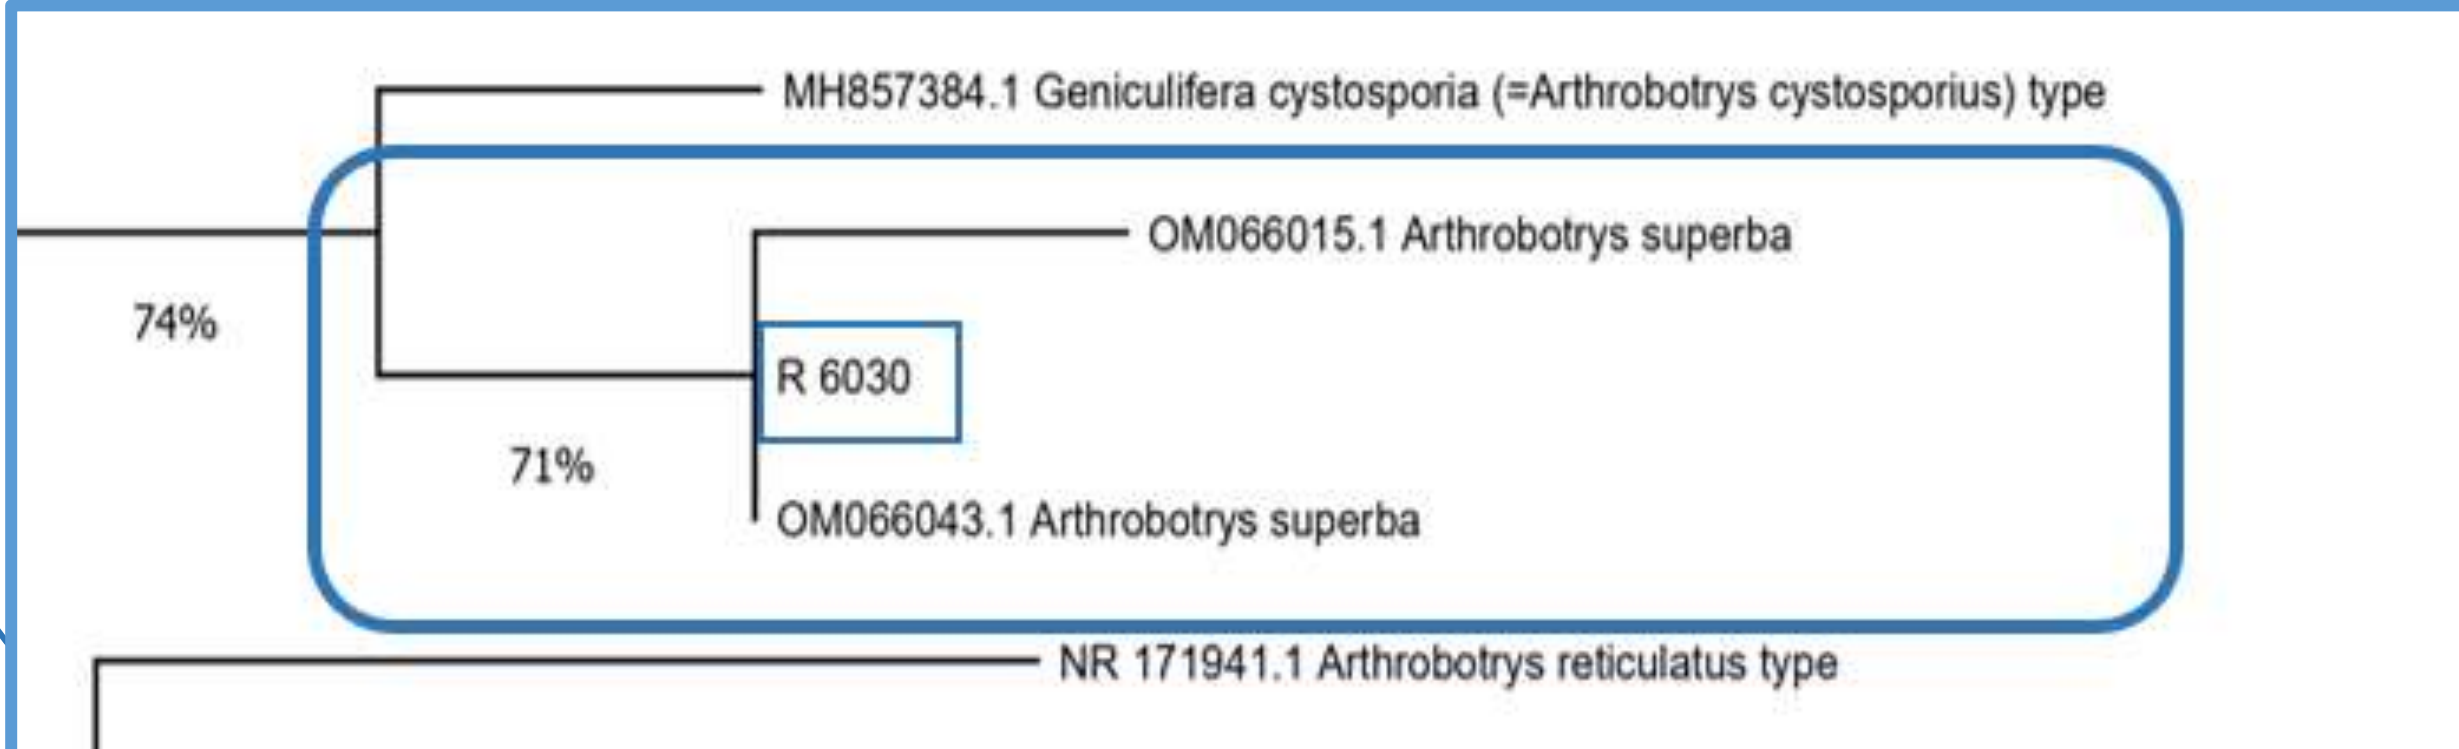 MH857384.1 Geniculifera cystosporia (=Arthrobotrys cystosporius) type
OM066015.1 Arthrobotrys superba
74%
R 6030
71%
OM066043.1 Arthrobotrys superba
NR 171941.1 Arthrobotrys reticulatus type